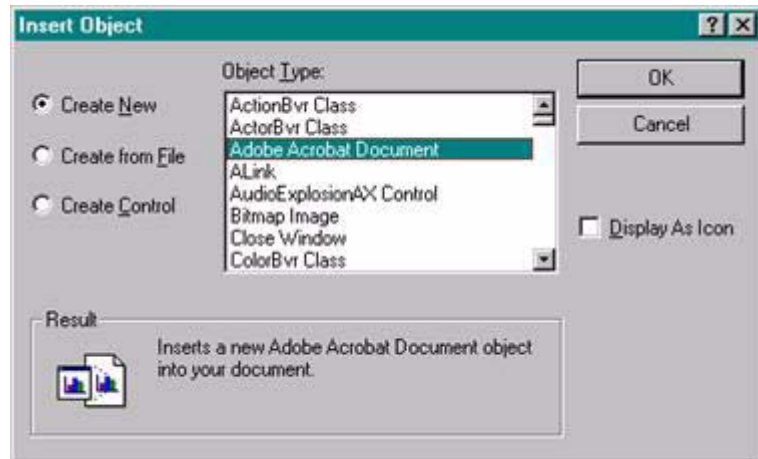 Insert Object
Object Type:
Create New
Create from File
Create Control
ActionBvr Class
ActorBvr Class
Adobe Acrobat Document
ALink
AudioExplosionAX Control
Bitmap Image
Close Window
ColorBvr Class
OK
Cancel
Display As Icon
Result
Inserts a new Adobe Acrobat Document object
into your document.